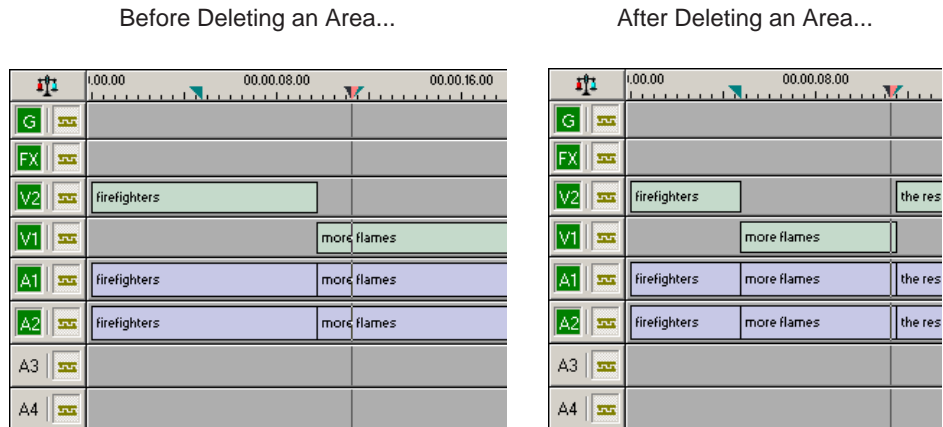 Before Deleting an Area...
After Deleting an Area...
:00.00 00.00.08.00 00.00.16.00
G
FX
V2 firefighters
V1 more flames
A1 firefighters more flames
A2 firefighters more flames
A3
A4
:00.00 00.00.08.00
G
FX
V2 firefighters the res
V1 more flames
A1 firefighters more flames the res
A2 firefighters more flames the res
A3
A4